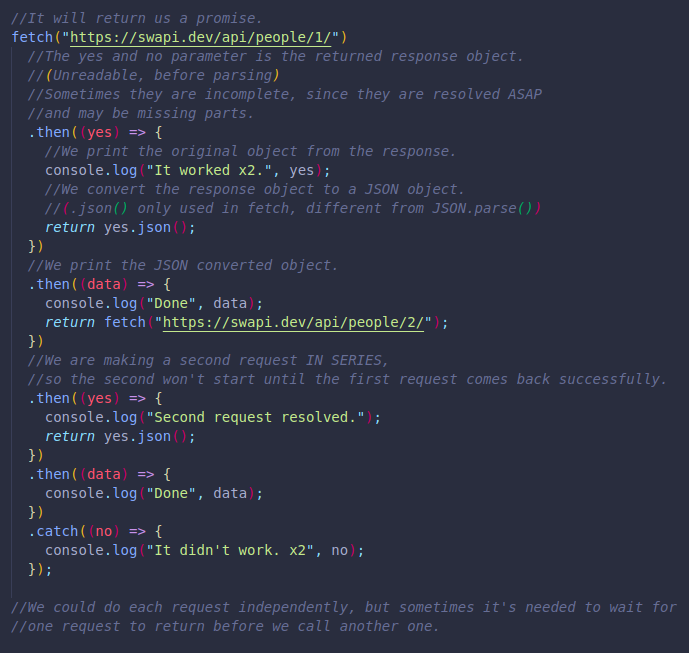 //It will return us a promise.
fetch("https://swapi.dev/api/people/1/")
  //The yes and no parameter is the returned response object.
  //(Unreadable, before parsing)
  //Sometimes they are incomplete, since they are resolved ASAP
  //and may be missing parts.
  .then((yes) => {
    //We print the original object from the response.
    console.log("It worked x2.", yes);
    //We convert the response object to a JSON object.
    //(.json() only used in fetch, different from JSON.parse())
    return yes.json();
  })
  //We print the JSON converted object.
  .then((data) => {
    console.log("Done", data);
    return fetch("https://swapi.dev/api/people/2/");
  })
  //We are making a second request IN SERIES,
  //so the second won't start until the first request comes back successfully.
  .then((yes) => {
    console.log("Second request resolved.");
    return yes.json();
  })
  .then((data) => {
    console.log("Done", data);
  })
  .catch((no) => {
    console.log("It didn't work. x2", no);
  });

//We could do each request independently, but sometimes it's needed to wait for
//one request to return before we call another one.